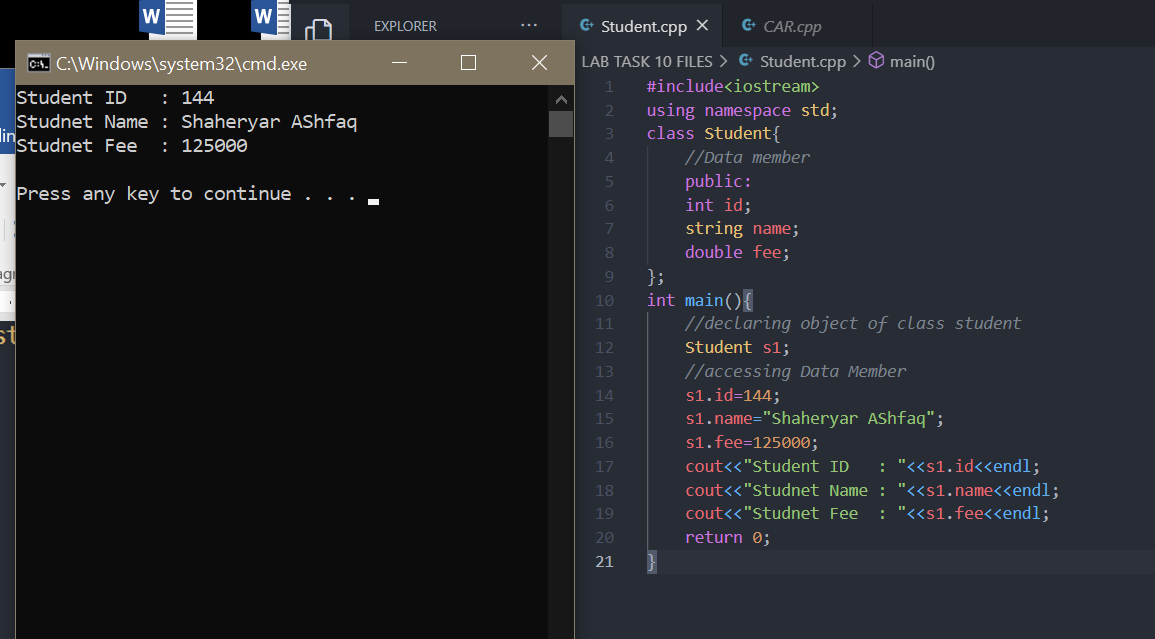 W
W
EXPLORER ...
Student.cpp
CAR.cpp
C:\Windows\system32\cmd.exe
Student ID   : 144
Studnet Name : Shaheryar AShfaq
Studnet Fee  : 125000
Press any key to continue . . .
LAB TASK 10 FILES > Student.cpp > main()
1 #include<iostream>
2 using namespace std;
3 class Student{
4     //Data member
5     public:
6     int id;
7     string name;
8     double fee;
9 };
10 int main(){
11     //declaring object of class student
12     Student s1;
13     //accessing Data Member
14     s1.id=144;
15     s1.name="Shaheryar AShfaq";
16     s1.fee=125000;
17     cout<<"Student ID   : "<<s1.id<<endl;
18     cout<<"Studnet Name : "<<s1.name<<endl;
19     cout<<"Studnet Fee  : "<<s1.fee<<endl;
20     return 0;
21 }